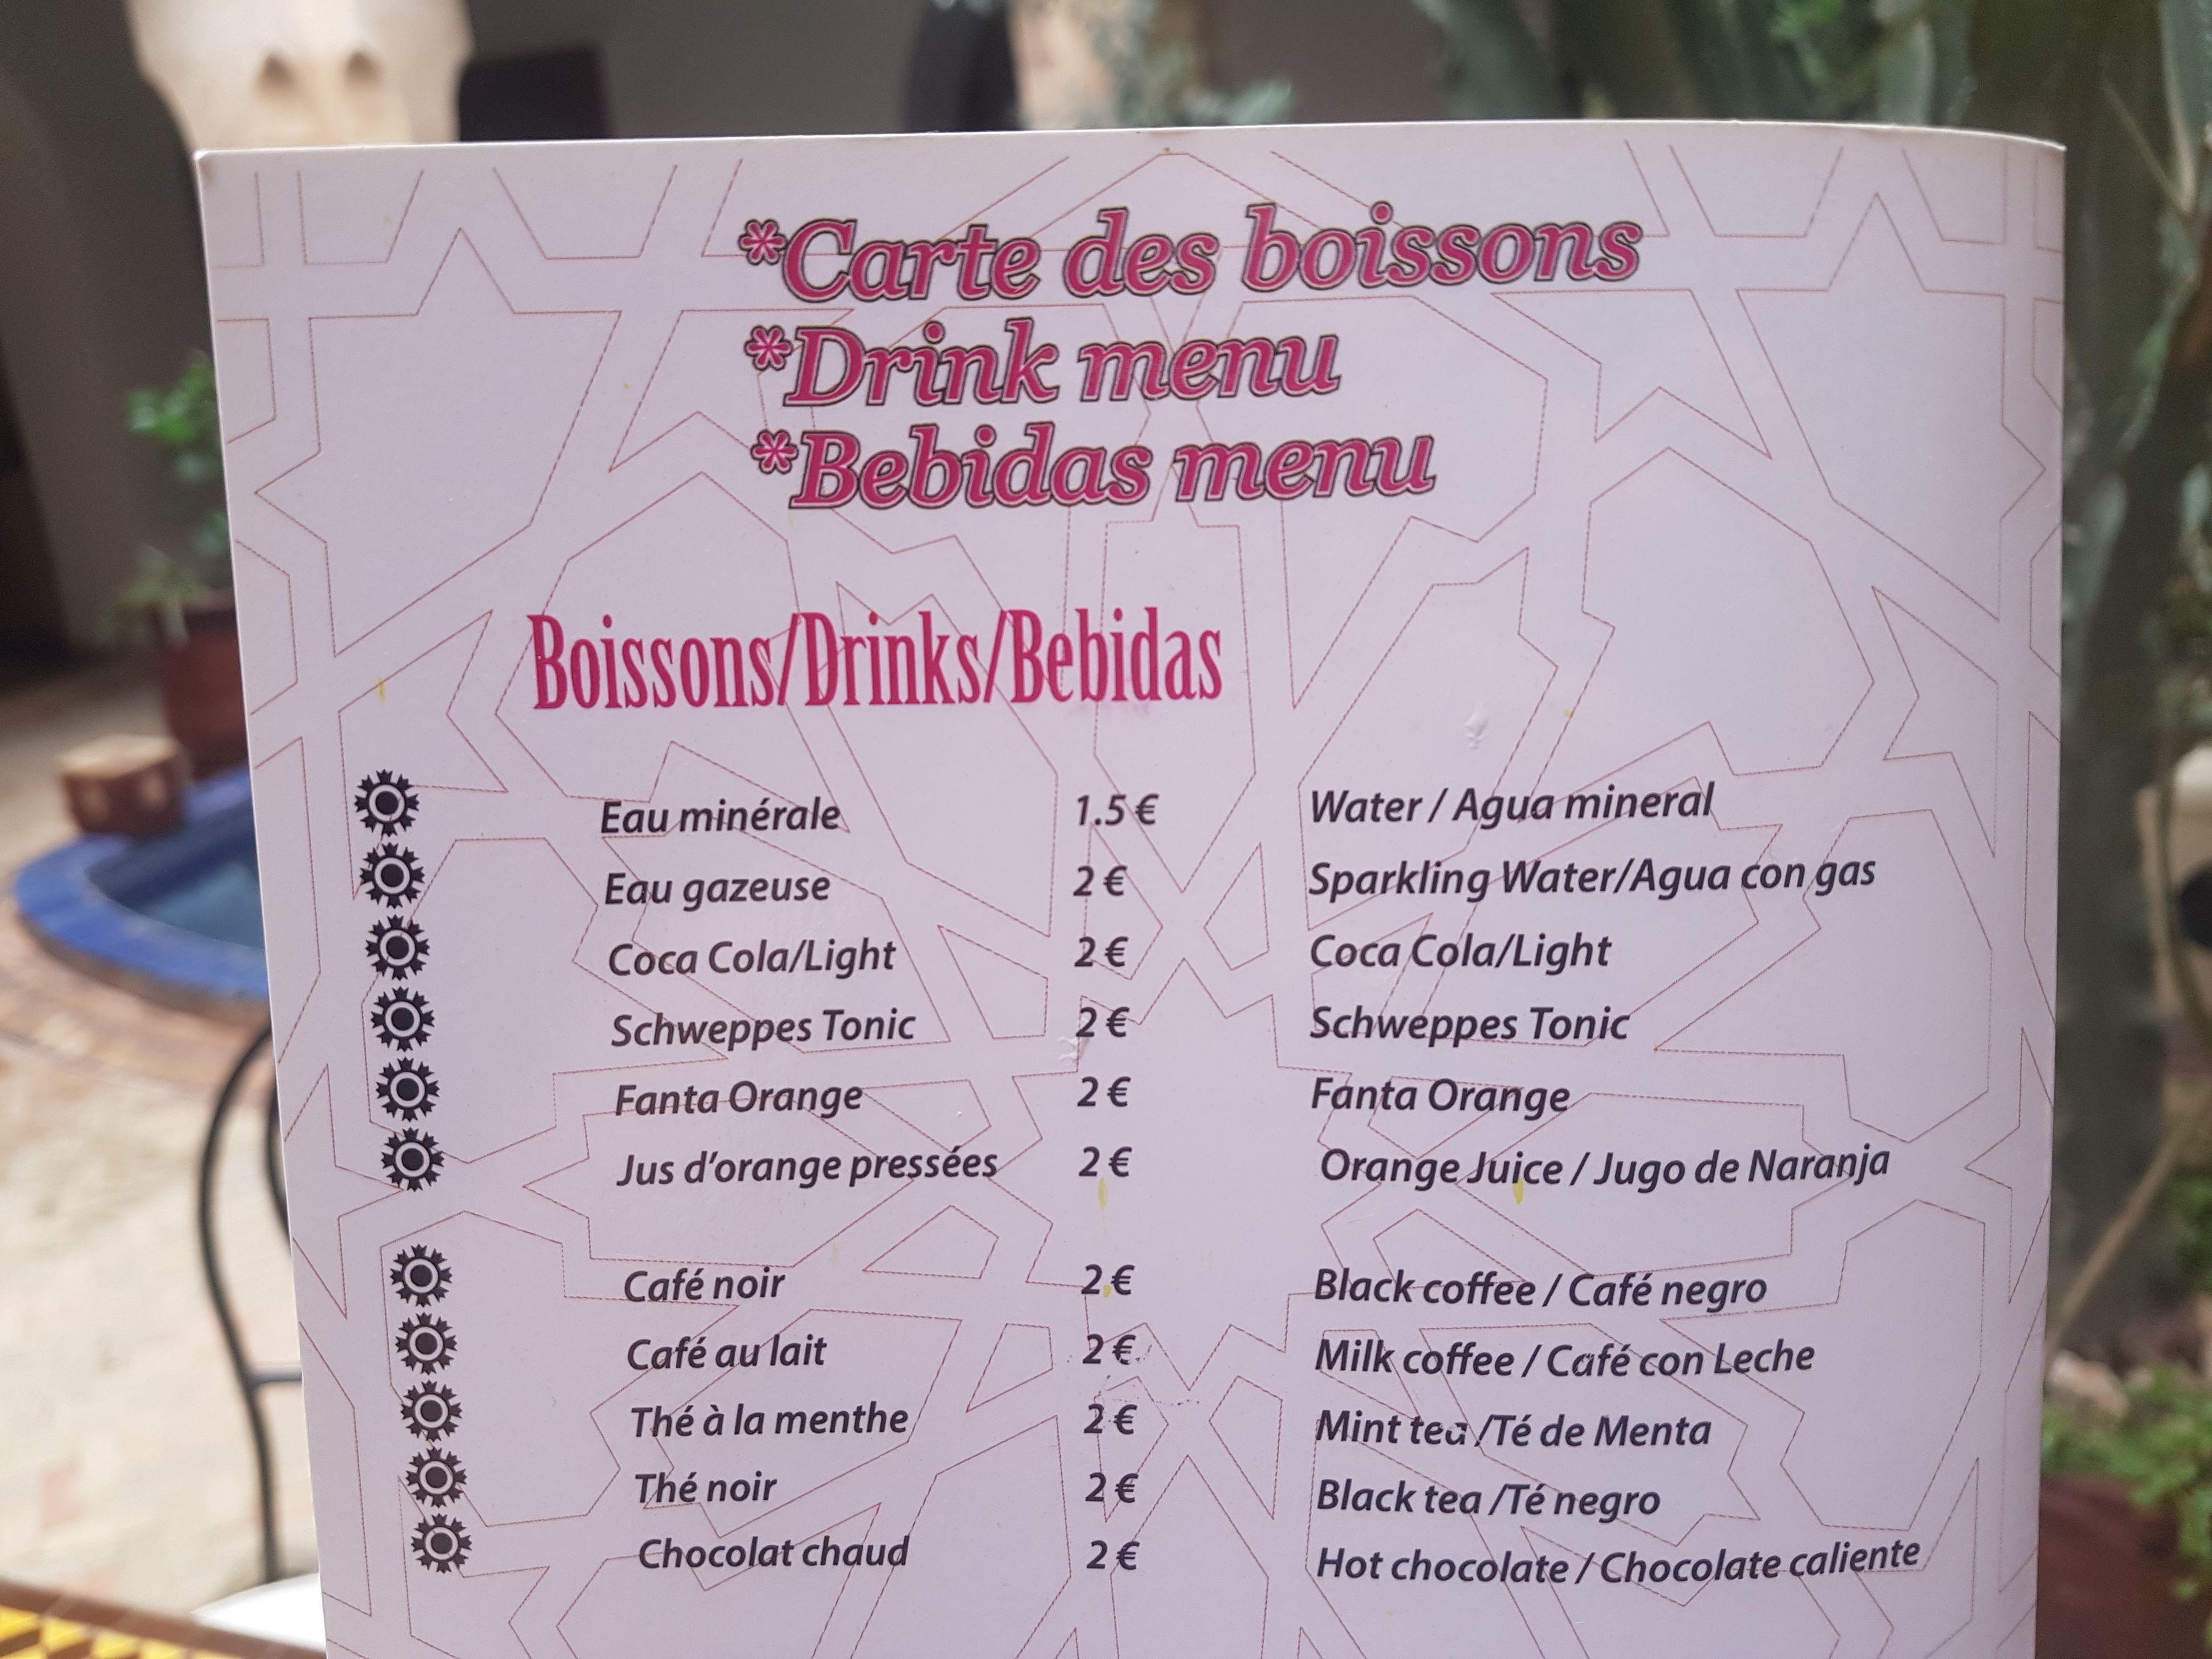 *Carte des boissons
*Drink menu
*Bebidas menu
Boissons/Drinks/Bebidas
Eau minérale 1.5 € Water / Agua mineral
Eau gazeuse 2 € Sparkling Water/Agua con gas
Coca Cola/Light 2 € Coca Cola/Light
Schweppes Tonic 2 € Schweppes Tonic
Fanta Orange 2 € Fanta Orange
Jus d'orange pressées 2 € Orange Juice / Jugo de Naranja
Café noir 2 € Black coffee / Café negro
Café au lait 2 € Milk coffee / Café con Leche
Thé à la menthe 2 € Mint tea /Té de Menta
Thé noir 2 € Black tea /Té negro
Chocolat chaud 2 € Hot chocolate / Chocolate caliente